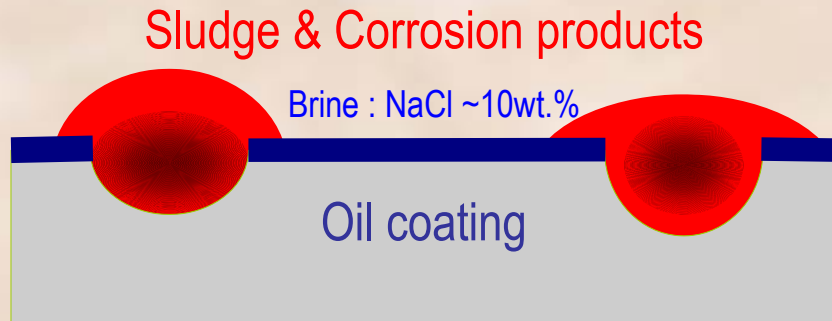 Sludge & Corrosion products
Brine : NaCl ~10wt.%
Oil coating